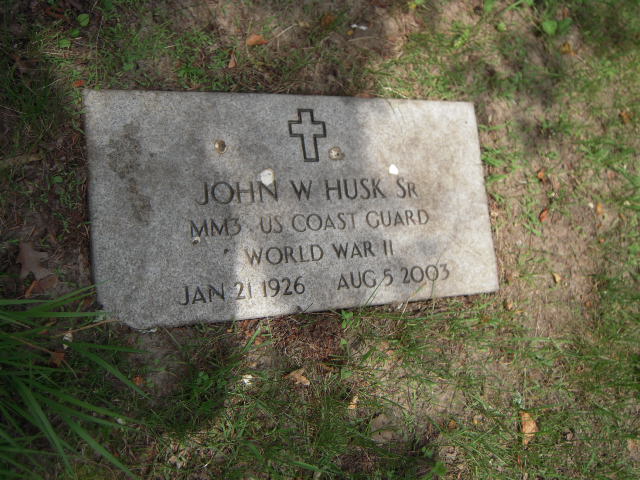 JOHN W HUSK SR
MM3 US COAST GUARD
WORLD WAR II
JAN 21 1926 AUG 5 2003